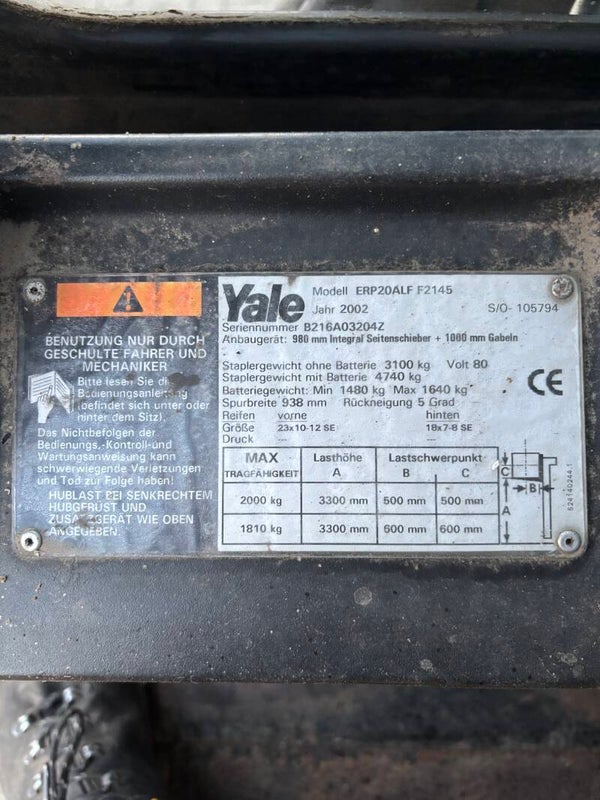 BENUTZUNG NUR DURCH
GESCHULTE FAHRER UND
MECHANIKER
Bitte lesen Sie die
Bedienungsanleitung
(befindet sich unter oder
hinter dem Sitz).
Das Nichtbefolgen der
Bedienungs.-Kontroll-und
Wartungsanweisung kann
schwerwiegende Verletzungen
und Tod zur Folge haben!
HUBLAST BEI SENKRECHTEM
HUBGERUST UND
ZUSATZGERÄT WIE OBEN
ANGEGEBEN.
Yale
Modell ERP20ALF F2145
Jahr 2002 S/O- 105794
Seriennummer B216A03204Z
Anbaugerät: 980 mm Integral Seitenschieber + 1000 mm Gabeln
Staplergewicht ohne Batterie 3100 kg Volt 80
Staplergewicht mit Batterie 4740 kg
Batteriegewicht: Min 1480 kg Max 1640 kg
Spurbreite 938 mm Rückneigung 5 Grad
Reifen vorne hinten
Größe 23x10-12 SE 18x7-8 SE
Druck --- ---
CE
MAX TRAGFÄHIGKEIT Lasthöhe A Lastschwerpunkt B C
2000 kg 3300 mm 500 mm 500 mm
1810 kg 3300 mm 600 mm 600 mm
C
B
A
524140244.1